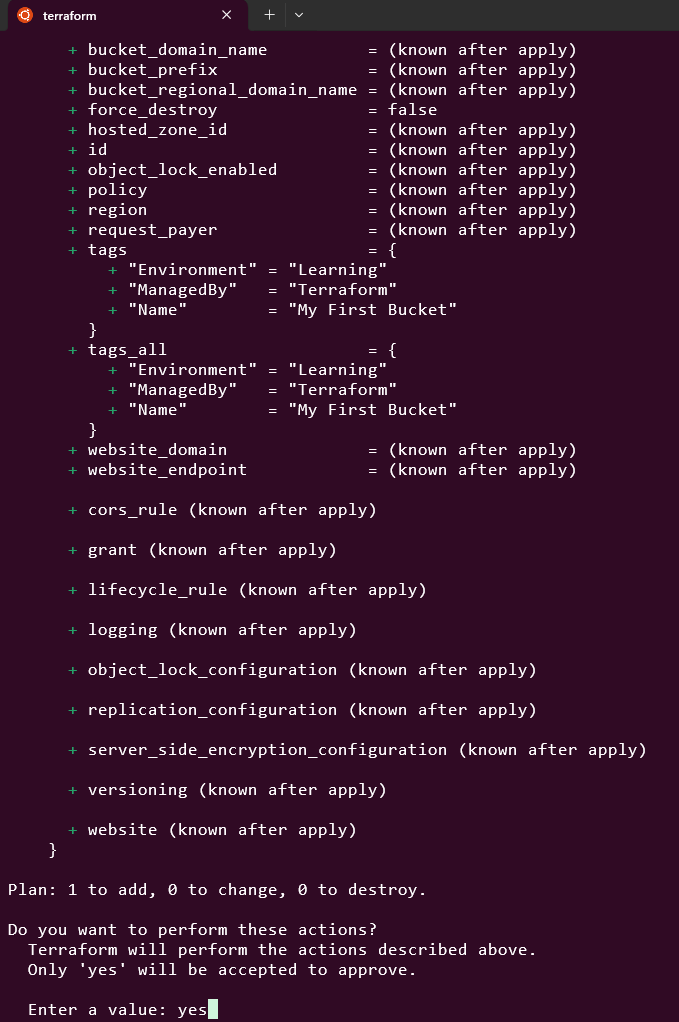 terraform
+ bucket_domain_name = (known after apply)
+ bucket_prefix = (known after apply)
+ bucket_regional_domain_name = (known after apply)
+ force_destroy = false
+ hosted_zone_id = (known after apply)
+ id = (known after apply)
+ object_lock_enabled = (known after apply)
+ policy = (known after apply)
+ region = (known after apply)
+ request_payer = (known after apply)
+ tags = {
+ "Environment" = "Learning"
+ "ManagedBy" = "Terraform"
+ "Name" = "My First Bucket"
}
+ tags_all = {
+ "Environment" = "Learning"
+ "ManagedBy" = "Terraform"
+ "Name" = "My First Bucket"
}
+ website_domain = (known after apply)
+ website_endpoint = (known after apply)
+ cors_rule (known after apply)
+ grant (known after apply)
+ lifecycle_rule (known after apply)
+ logging (known after apply)
+ object_lock_configuration (known after apply)
+ replication_configuration (known after apply)
+ server_side_encryption_configuration (known after apply)
+ versioning (known after apply)
+ website (known after apply)
}
Plan: 1 to add, 0 to change, 0 to destroy.
Do you want to perform these actions?
Terraform will perform the actions described above.
Only 'yes' will be accepted to approve.
Enter a value: yes